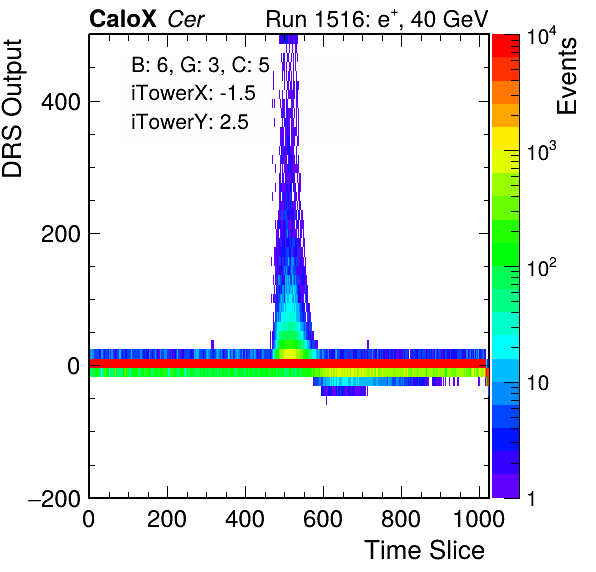 CaloX Cer Run 1516: e⁺, 40 GeV
B: 6, G: 3, C: 5
iTowerX: -1.5
iTowerY: 2.5
DRS Output
400
200
0
−200
0 200 400 600 800 1000
Time Slice
Events
10⁴
10³
10²
10
1